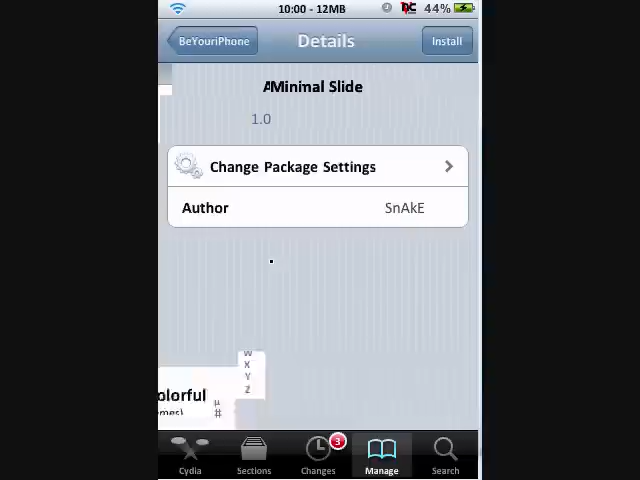 10:00 - 12MB 44%
BeYouriPhone Details Install
AMinimal Slide
1.0
Change Package Settings
Author SnAkE
W
X
Y
Z
olorful
μ
#
Cydia Sections Changes 3 Manage Search